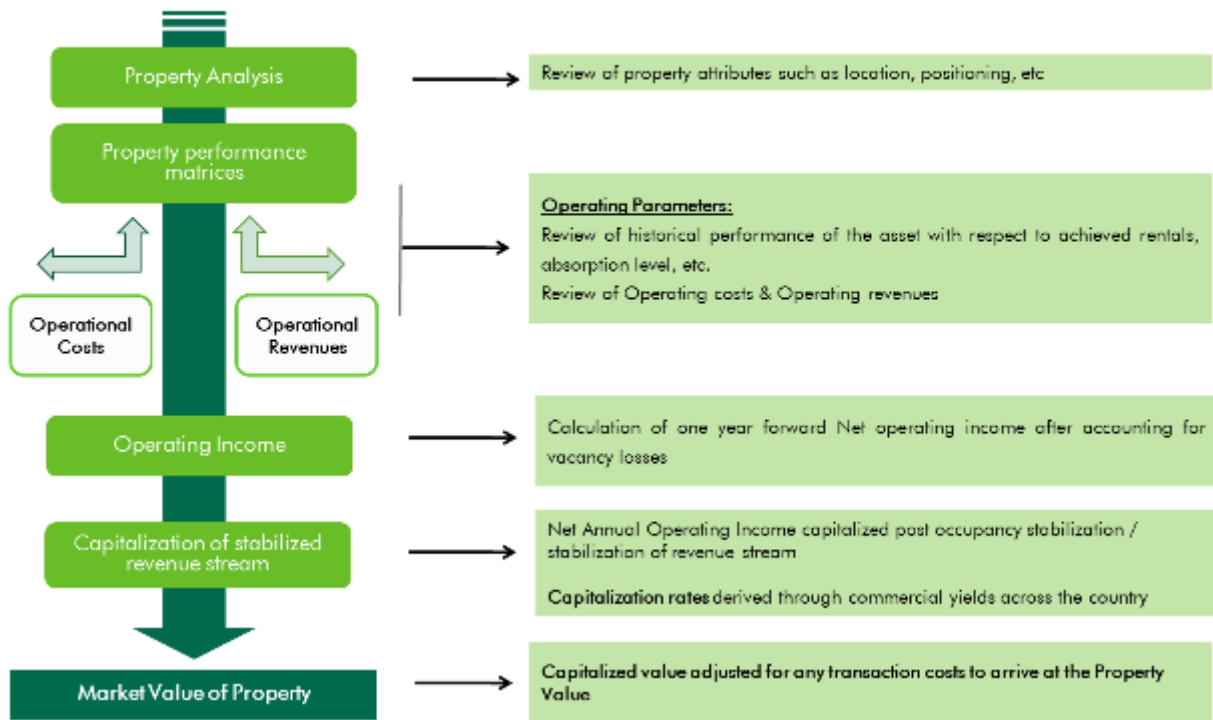 Property Analysis
Review of property attributes such as location, positioning, etc
Property performance
matrices
Operating Parameters:
Review of historical performance of the asset with respect to achieved rentals,
absorption level, etc.
Review of Operating costs & Operating revenues
Operational
Costs
Operational
Revenues
Operating Income
Calculation of one year forward Net operating income after accounting for
vacancy losses
Capitalization of stabilized
revenue stream
Net Annual Operating Income capitalized post occupancy stabilization /
stabilization of revenue stream
Capitalization rates derived through commercial yields across the country
Market Value of Property
Capitalized value adjusted for any transaction costs to arrive at the Property
Value